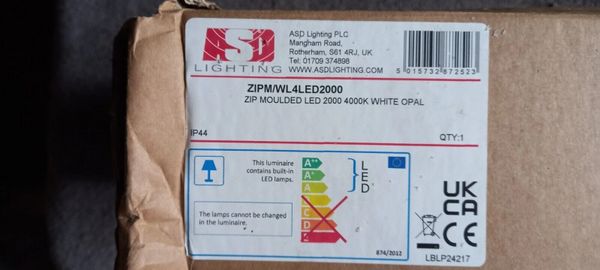 ASD
LIGHTING
ASD Lighting PLC
Mangham Road,
Rotherham, S61 4RJ, UK
Tel: 01709 374898
WWW.ASDLIGHTING.COM
5 015732 872523
ZIPM/WL4LED2000
ZIP MOULDED LED 2000 4000K WHITE OPAL
IP44
QTY:1
This luminaire
contains built-in
LED lamps.
A++
A+
A
B
C
D
E
L
E
D
The lamps cannot be changed
in the luminaire.
874/2012
UK
CA
CE
LBLP24217